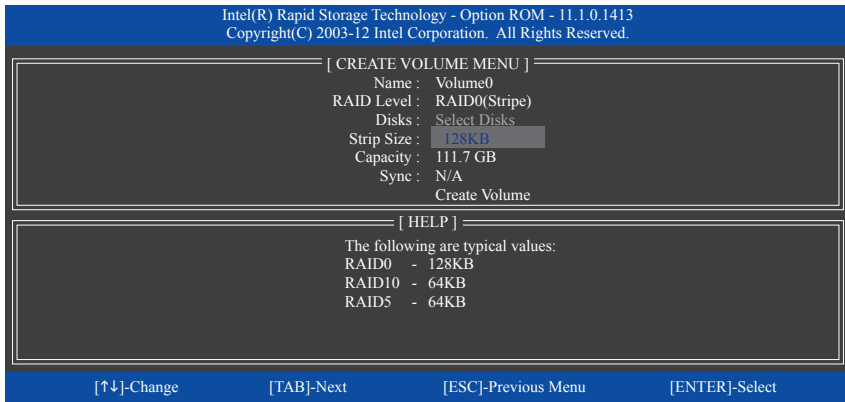 Intel(R) Rapid Storage Technology - Option ROM - 11.1.0.1413
Copyright(C) 2003-12 Intel Corporation. All Rights Reserved.
[ CREATE VOLUME MENU ]
Name : Volume0
RAID Level : RAID0(Stripe)
Disks : Select Disks
Strip Size : 128KB
Capacity : 111.7 GB
Sync : N/A
Create Volume
[ HELP ]
The following are typical values:
RAID0 - 128KB
RAID10 - 64KB
RAID5 - 64KB
[↑↓]-Change [TAB]-Next [ESC]-Previous Menu [ENTER]-Select